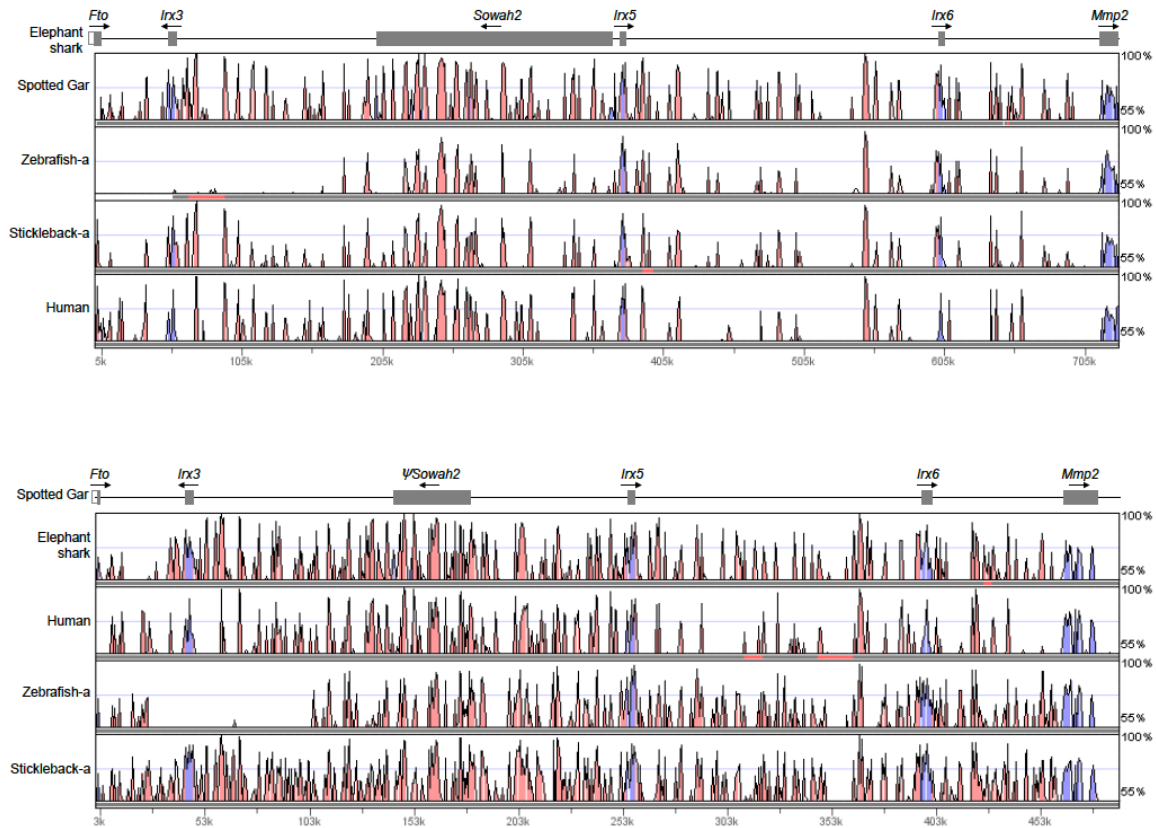 Fto Irx3 Sowah2 Irx5 Irx6 Mmp2
Elephant
shark
100%
Spotted Gar
55%
100%
Zebrafish-a
55%
100%
Stickleback-a
55%
100%
Human
55%
5k 105k 205k 305k 405k 505k 605k 705k
Fto Irx3 ΨSowah2 Irx5 Irx6 Mmp2
Spotted Gar
100%
Elephant
shark
55%
100%
Human
55%
100%
Zebrafish-a
55%
100%
Stickleback-a
55%
3k 53k 103k 153k 203k 253k 303k 353k 403k 453k